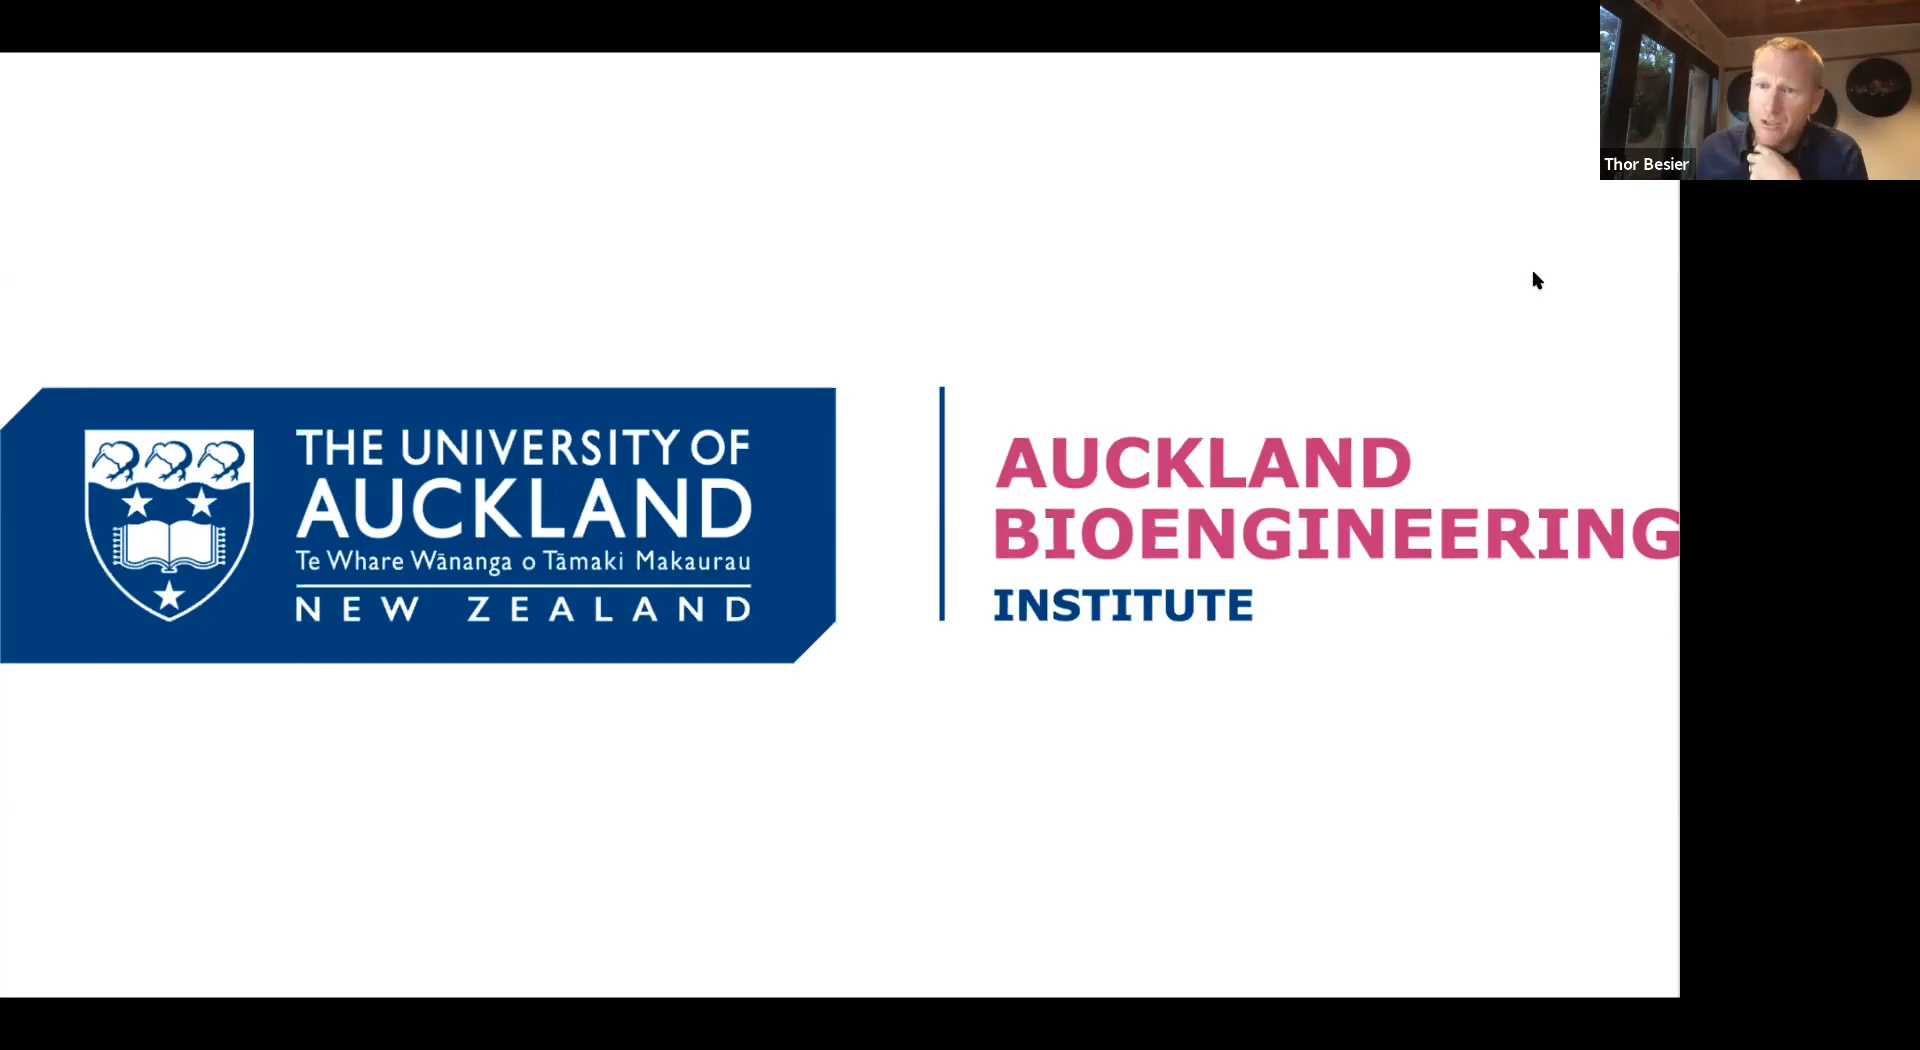 THE UNIVERSITY OF
AUCKLAND
Te Whare Wānanga o Tāmaki Makaurau
NEW ZEALAND
AUCKLAND
BIOENGINEERING
INSTITUTE
Thor Besier